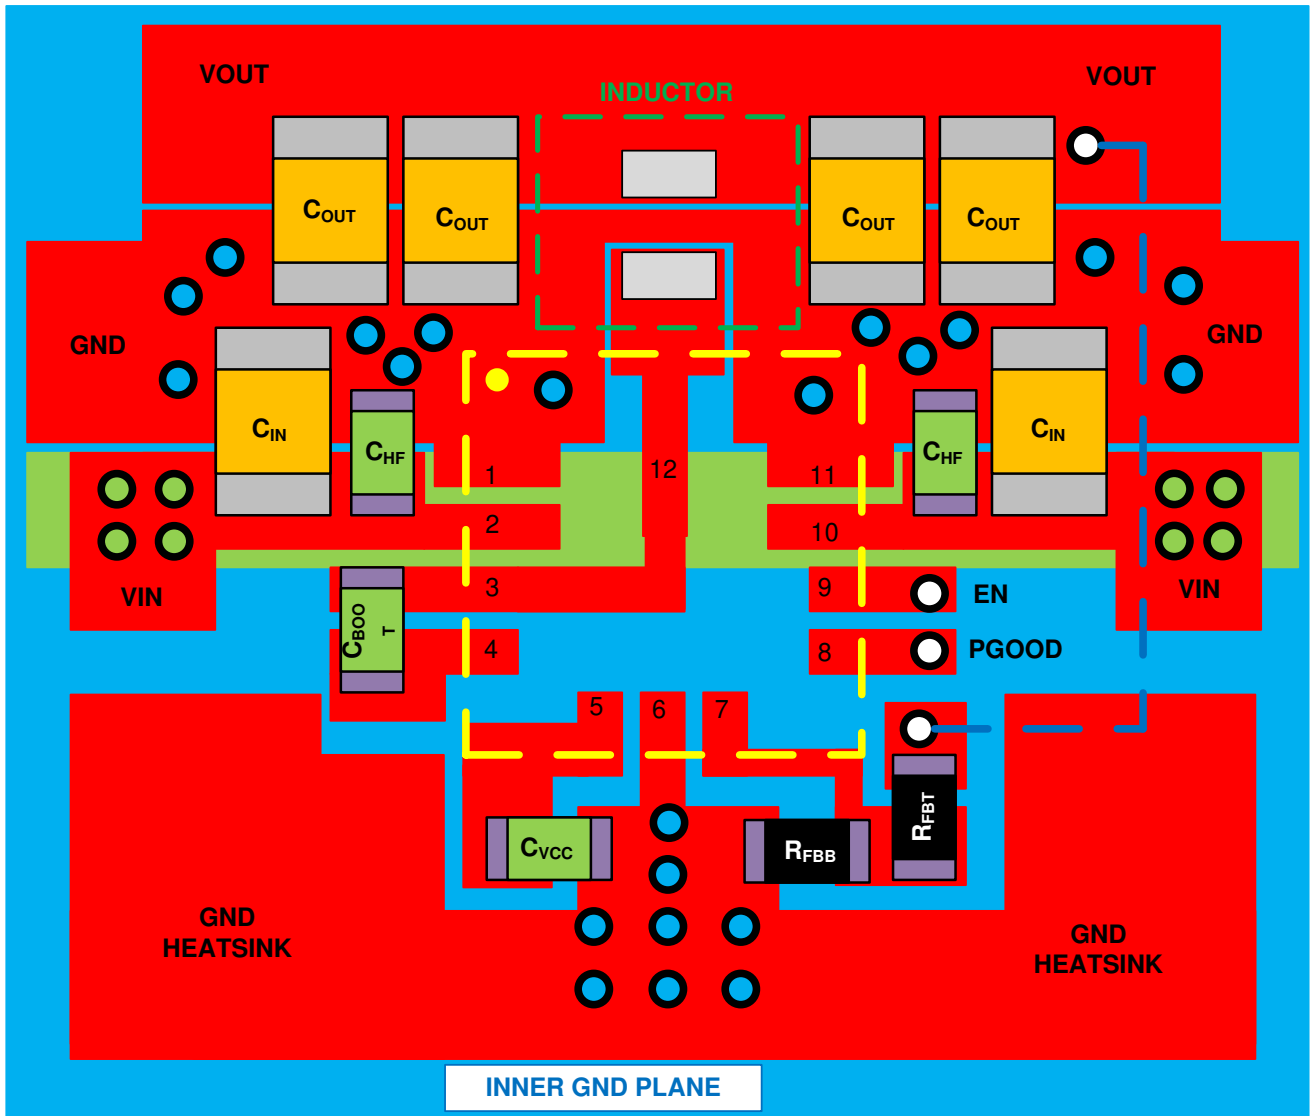 VOUT
VOUT
INDUCTOR
COUT
COUT
COUT
COUT
GND
GND
CIN
CHF
CHF
CIN
1
12
11
2
10
3
9
EN
VIN
VIN
CBOO
T
4
8
PGOOD
5
6
7
RFBT
CVCC
RFBB
GND
HEATSINK
GND
HEATSINK
INNER GND PLANE